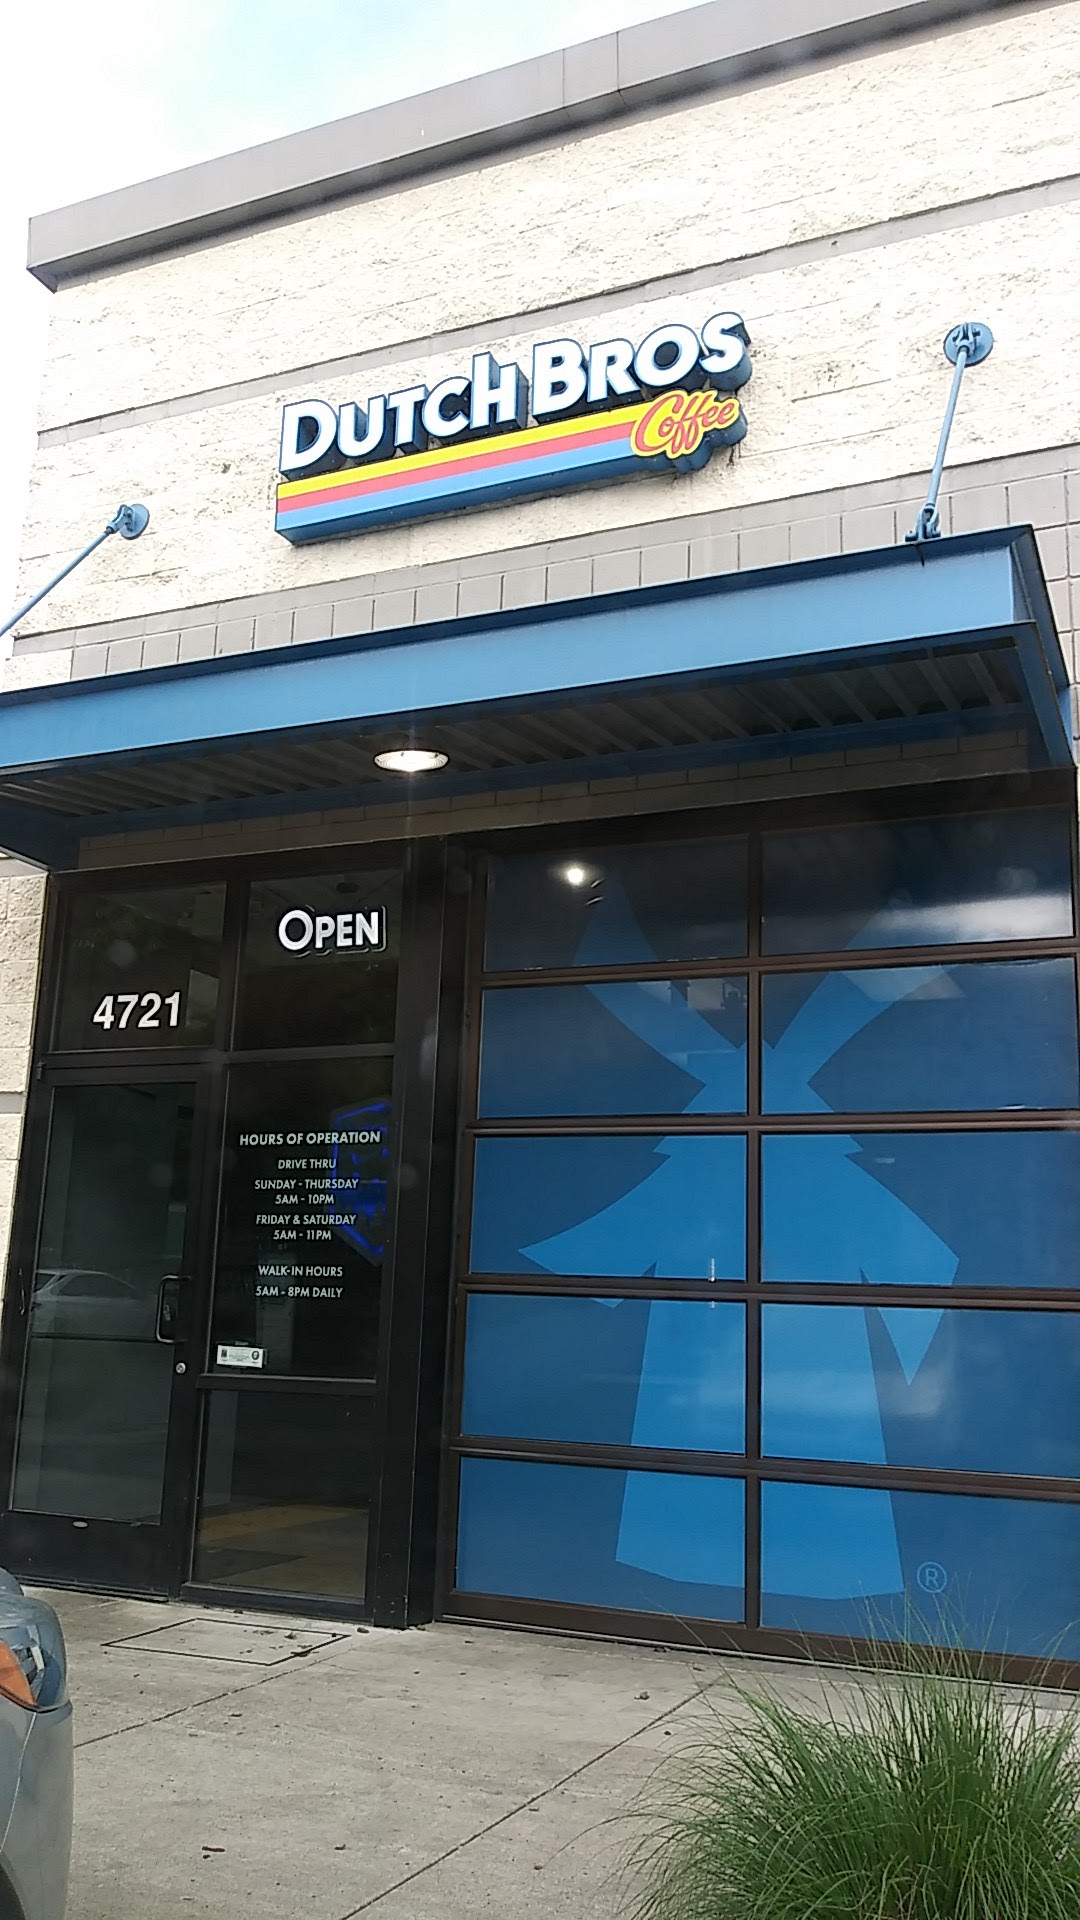 DUTCH BROS
Coffee
OPEN
4721
HOURS OF OPERATION
DRIVE THRU
SUNDAY - THURSDAY
5AM - 10PM
FRIDAY & SATURDAY
5AM - 11PM
WALK-IN HOURS
5AM - 8PM DAILY
®